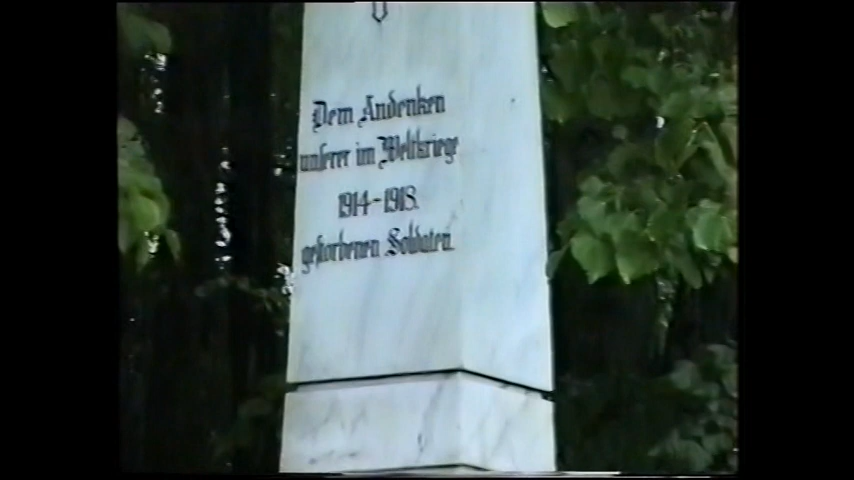 Dem Andenken
unserer im Weltkriege
1914-1918.
gestorbenen Soldaten.